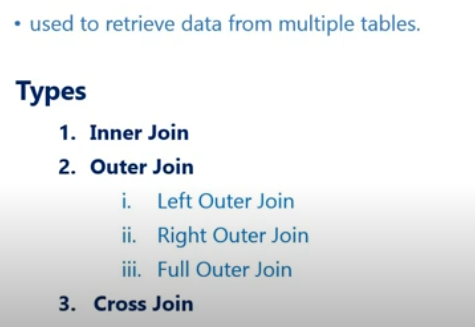 • used to retrieve data from multiple tables.
Types
1. Inner Join
2. Outer Join
i. Left Outer Join
ii. Right Outer Join
iii. Full Outer Join
3. Cross Join